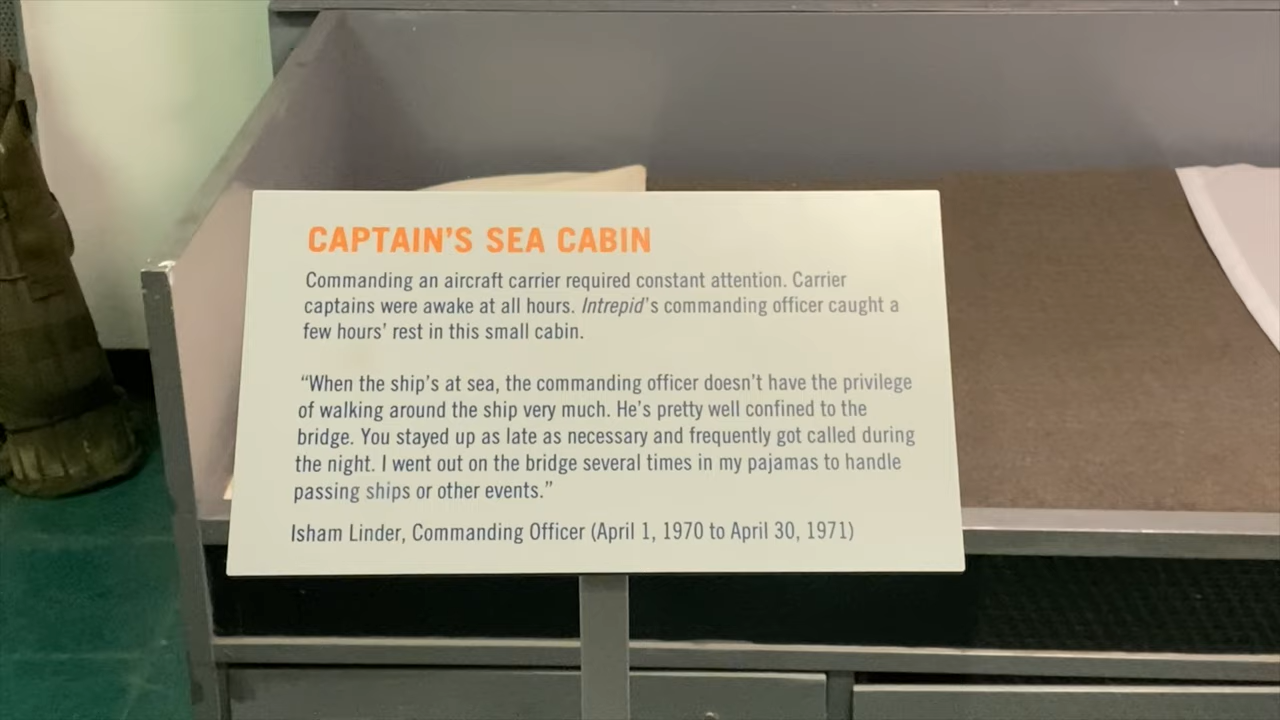 CAPTAIN'S SEA CABIN
Commanding an aircraft carrier required constant attention. Carrier
captains were awake at all hours. Intrepid's commanding officer caught a
few hours' rest in this small cabin.
“When the ship's at sea, the commanding officer doesn't have the privilege
of walking around the ship very much. He's pretty well confined to the
bridge. You stayed up as late as necessary and frequently got called during
the night. I went out on the bridge several times in my pajamas to handle
passing ships or other events.”
Isham Linder, Commanding Officer (April 1, 1970 to April 30, 1971)